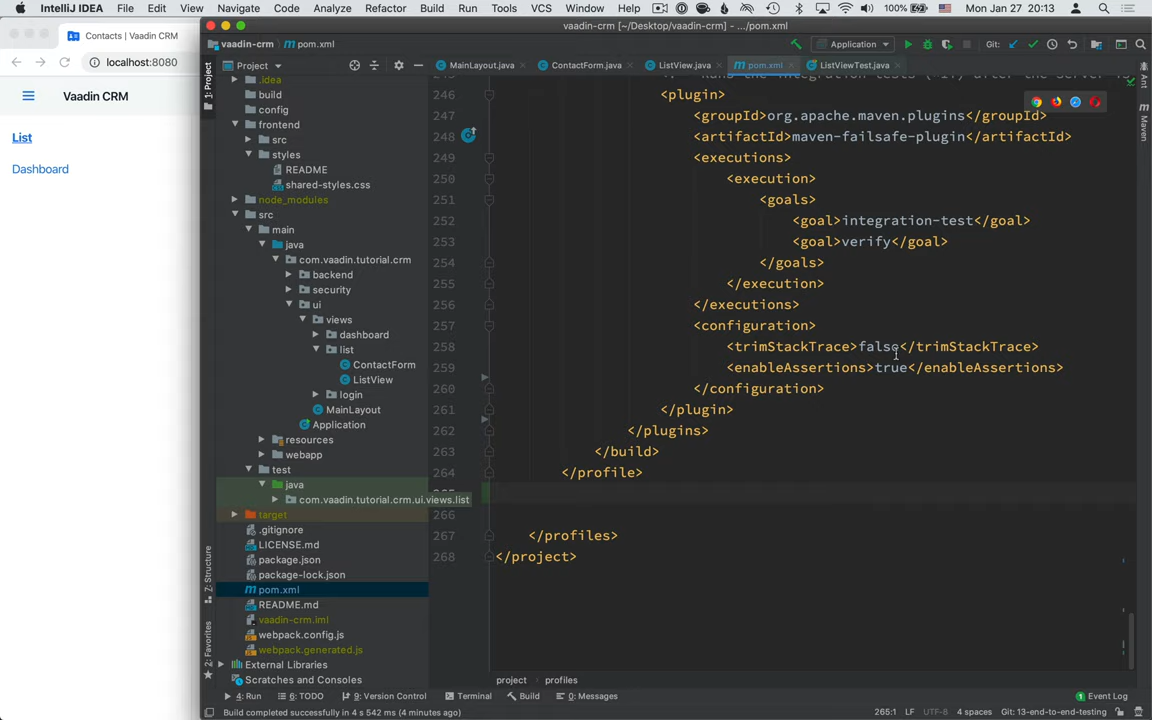 IntelliJ IDEA File Edit View Navigate Code Analyze Refactor Build Run Tools VCS Window Help 100% Mon Jan 27 20:13
vaadin-crm [~/Desktop/vaadin-crm] - .../pom.xml
Contacts | Vaadin CRM
localhost:8080
Vaadin CRM
List
Dashboard
vaadin-crm pom.xml
Application
Git:
Project
MainLayout.java
ContactForm.java
ListView.java
pom.xml
ListViewTest.java
1: Project
Z: Structure
2: Favorites
Ant
Maven
.idea
build
config
frontend
src
styles
README
shared-styles.css
node_modules
src
main
java
com.vaadin.tutorial.crm
backend
security
ui
views
dashboard
list
ContactForm
ListView
login
MainLayout
Application
resources
webapp
test
java
com.vaadin.tutorial.crm.ui.views.list
target
.gitignore
LICENSE.md
package.json
package-lock.json
pom.xml
README.md
vaadin-crm.iml
webpack.config.js
webpack.generated.js
External Libraries
Scratches and Consoles
246 <plugin>
247 <groupId>org.apache.maven.plugins</groupId>
248 <artifactId>maven-failsafe-plugin</artifactId>
249 <executions>
250 <execution>
251 <goals>
252 <goal>integration-test</goal>
253 <goal>verify</goal>
254 </goals>
255 </execution>
256 </executions>
257 <configuration>
258 <trimStackTrace>false</trimStackTrace>
259 <enableAssertions>true</enableAssertions>
260 </configuration>
261 </plugin>
262 </plugins>
263 </build>
264 </profile>
265
266
267 </profiles>
268 </project>
project profiles
4: Run 6: TODO 9: Version Control Terminal Build 0: Messages 1 Event Log
Build completed successfully in 4 s 542 ms (4 minutes ago) 265:1 LF UTF-8 4 spaces Git: 13-end-to-end-testing